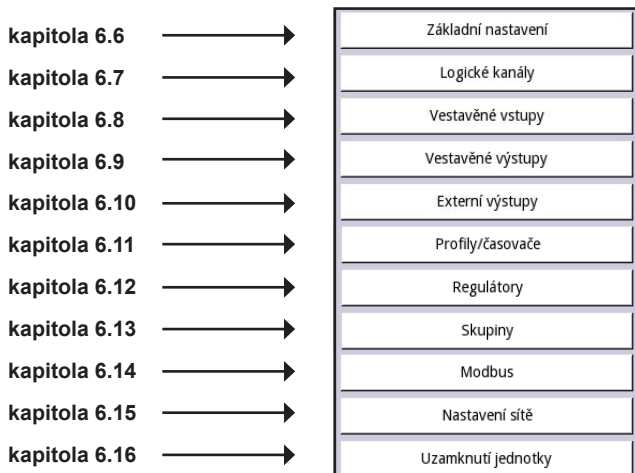 kapitola 6.6 Základní nastavení
kapitola 6.7 Logické kanály
kapitola 6.8 Vestavěné vstupy
kapitola 6.9 Vestavěné výstupy
kapitola 6.10 Externí výstupy
kapitola 6.11 Profily/časovače
kapitola 6.12 Regulátory
kapitola 6.13 Skupiny
kapitola 6.14 Modbus
kapitola 6.15 Nastavení sítě
kapitola 6.16 Uzamknutí jednotky